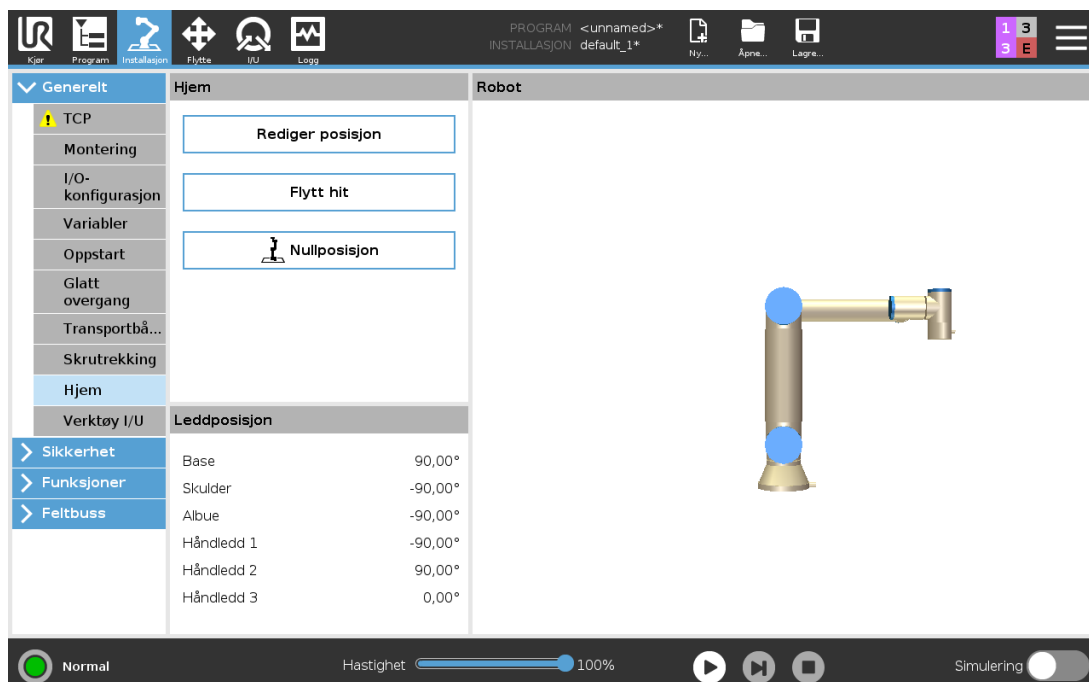 PROGRAM <unnamed>*
INSTALLASJON default_1*
1 3
3 E
Kjør Program Installasjon Flytte I/U Logg Ny... Åpne... Lagre...
Generelt
TCP
Montering
I/O-
konfigurasjon
Variabler
Oppstart
Glatt
overgang
Transportbå...
Skrutrekking
Hjem
Verktøy I/U
Sikkerhet
Funksjoner
Feltbuss
Hjem
Rediger posisjon
Flytt hit
Nullposisjon
Leddposisjon
Base 90,00°
Skulder -90,00°
Albue -90,00°
Håndledd 1 -90,00°
Håndledd 2 90,00°
Håndledd 3 0,00°
Robot
Normal Hastighet 100% Simulering